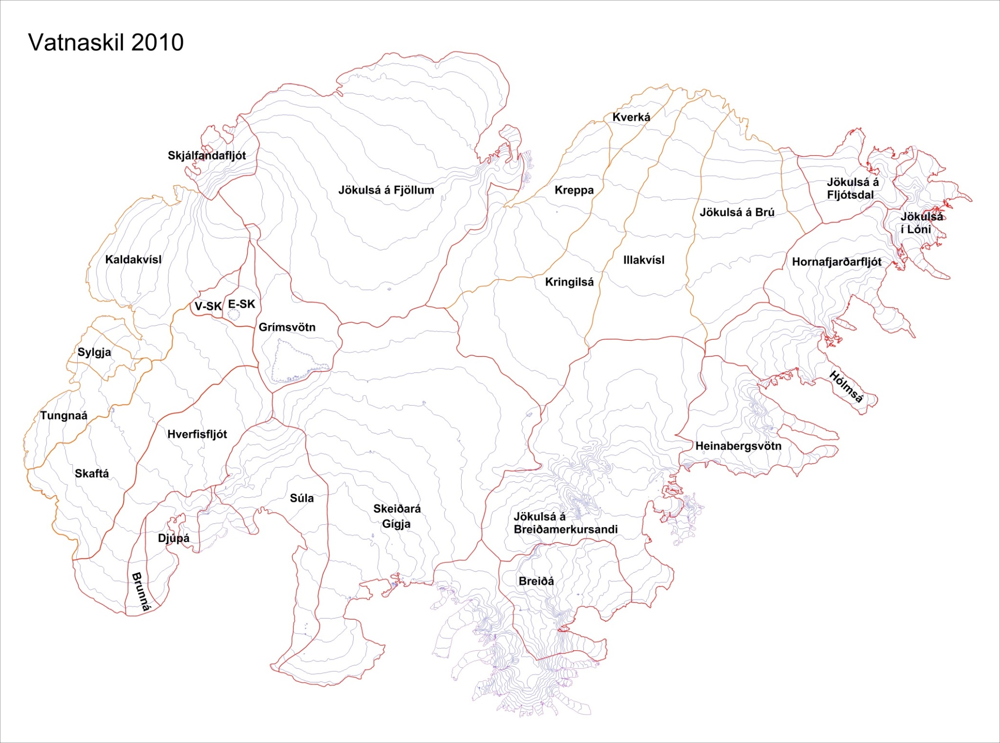 Vatnaskil 2010
Kverká
Skjálfandafljót
Jökulsá á Fjöllum
Kreppa
Jökulsá á
Fljótsdal
Jökulsá á Brú
Jökulsá
í Lóni
Kaldakvísl
Illakvísl
Hornafjarðarfljót
Kringilsá
V-SK
E-SK
Grímsvötn
Sylgja
Hólmsá
Tungnaá
Hverfisfljót
Heinabergsvötn
Skaftá
Súla
Skeiðará
Gígja
Jökulsá á
Breiðamerkursandi
Djúpá
Breiðá
Brunná